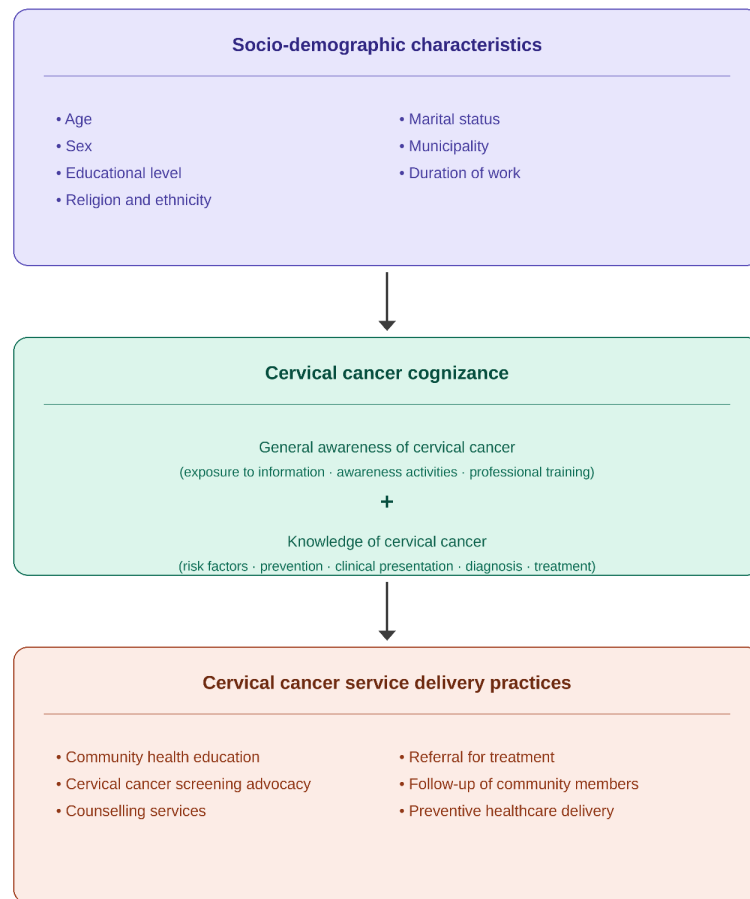 Socio-demographic characteristics
• Age
• Sex
• Educational level
• Religion and ethnicity
• Marital status
• Municipality
• Duration of work
Cervical cancer cognizance
General awareness of cervical cancer
(exposure to information · awareness activities · professional training)
+
Knowledge of cervical cancer
(risk factors · prevention · clinical presentation · diagnosis · treatment)
Cervical cancer service delivery practices
• Community health education
• Cervical cancer screening advocacy
• Counselling services
• Referral for treatment
• Follow-up of community members
• Preventive healthcare delivery